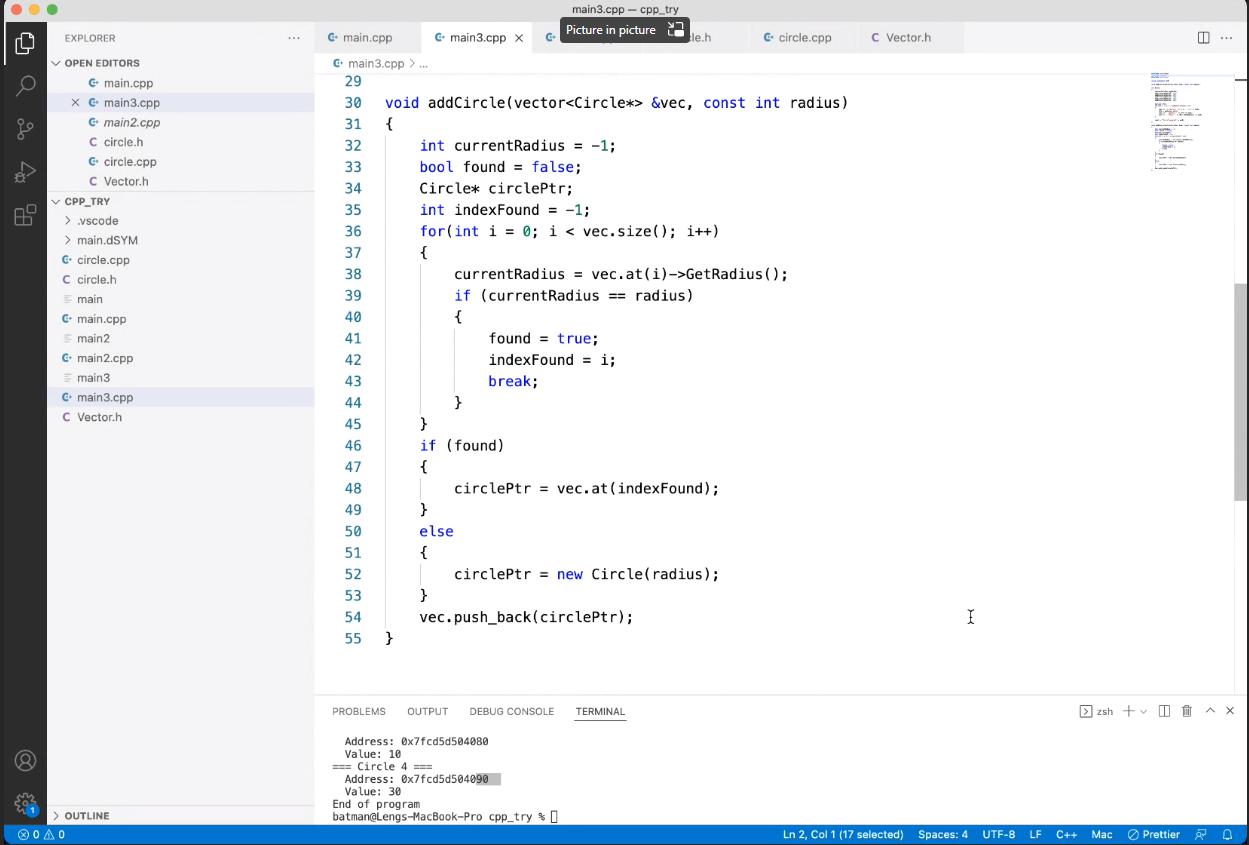 main3.cpp — cpp_try
Picture in picture
EXPLORER
main.cpp
main3.cpp
cle.h
circle.cpp
Vector.h
main3.cpp > ...
OPEN EDITORS
main.cpp
main3.cpp
main2.cpp
circle.h
circle.cpp
Vector.h
CPP_TRY
.vscode
main.dSYM
circle.cpp
circle.h
main
main.cpp
main2
main2.cpp
main3
main3.cpp
Vector.h
OUTLINE
29
30 void addCircle(vector<Circle*> &vec, const int radius)
31 {
32 int currentRadius = -1;
33 bool found = false;
34 Circle* circlePtr;
35 int indexFound = -1;
36 for(int i = 0; i < vec.size(); i++)
37 {
38 currentRadius = vec.at(i)->GetRadius();
39 if (currentRadius == radius)
40 {
41 found = true;
42 indexFound = i;
43 break;
44 }
45 }
46 if (found)
47 {
48 circlePtr = vec.at(indexFound);
49 }
50 else
51 {
52 circlePtr = new Circle(radius);
53 }
54 vec.push_back(circlePtr);
55 }
PROBLEMS OUTPUT DEBUG CONSOLE TERMINAL
zsh
Address: 0x7fcd5d504080
Value: 10
=== Circle 4 ===
Address: 0x7fcd5d504090
Value: 30
End of program
batman@Lengs-MacBook-Pro cpp_try %
1
0 0
Ln 2, Col 1 (17 selected) Spaces: 4 UTF-8 LF C++ Mac Prettier